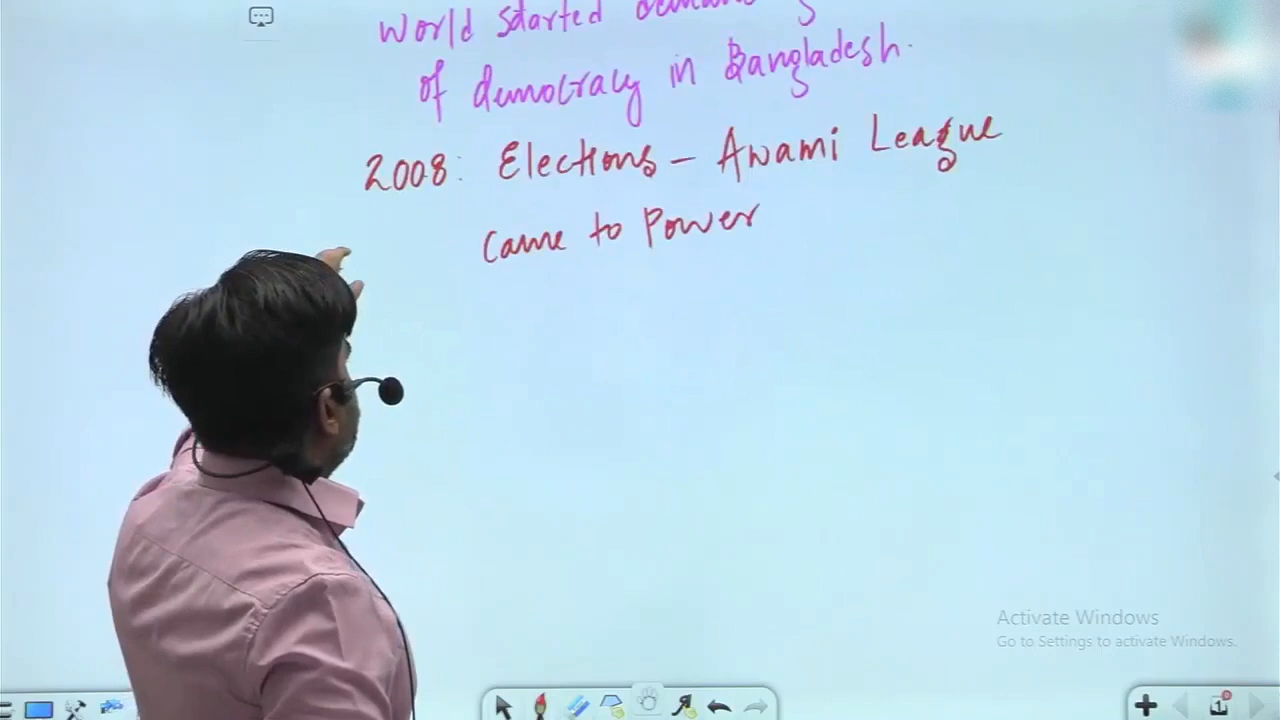 World started
of democracy in Bangladesh.
2008: Elections – Awami League
came to Power
Activate Windows
Go to Settings to activate Windows.
1